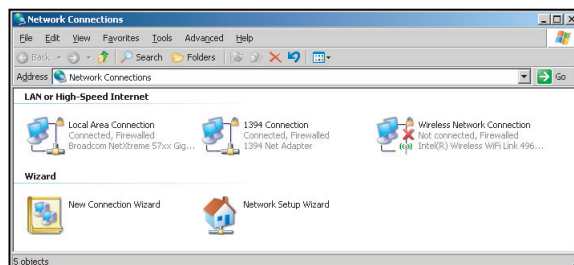 Network Connections
File Edit View Favorites Tools Advanced Help
Back Search Folders
Address Network Connections Go
LAN or High-Speed Internet
Local Area Connection
Connected, Firewalled
Broadcom NetXtreme 57xx Gig...
1394 Connection
Connected, Firewalled
1394 Net Adapter
Wireless Network Connection
Not connected, Firewalled
Intel(R) Wireless WiFi Link 496...
Wizard
New Connection Wizard
Network Setup Wizard
5 objects